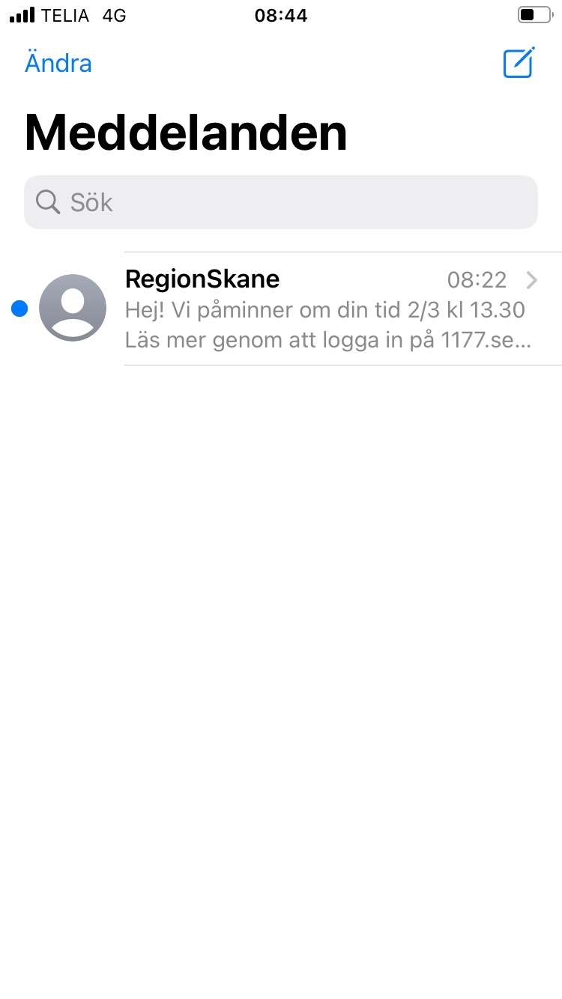 TELIA 4G 08:44
Ändra
Meddelanden
Sök
RegionSkane 08:22
Hej! Vi påminner om din tid 2/3 kl 13.30
Läs mer genom att logga in på 1177.se...